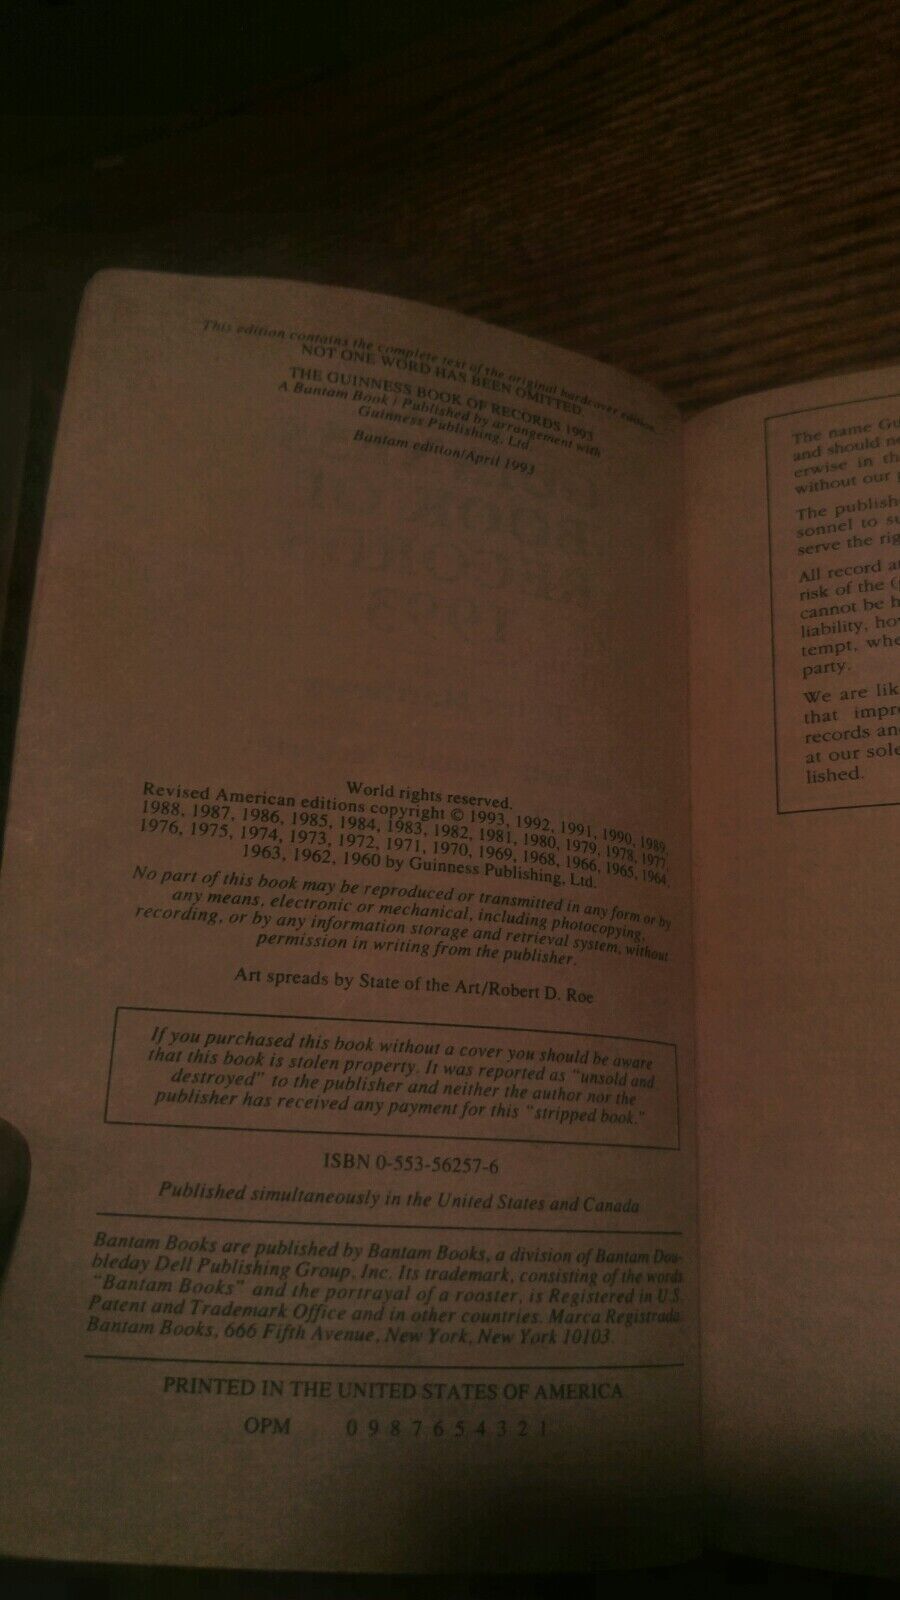 This edition contains the complete text of the original hardcover edition.
NOT ONE WORD HAS BEEN OMITTED.
THE GUINNESS BOOK OF RECORDS 1993
A Bantam Book / Published by arrangement with
Guinness Publishing, Ltd.
Bantam edition/April 1993
World rights reserved.
Revised American editions copyright © 1993, 1992, 1991, 1990, 1989,
1988, 1987, 1986, 1985, 1984, 1983, 1982, 1981, 1980, 1979, 1978, 1977,
1976, 1975, 1974, 1973, 1972, 1971, 1970, 1969, 1968, 1966, 1965, 1964,
1963, 1962, 1960 by Guinness Publishing, Ltd.
No part of this book may be reproduced or transmitted in any form or by
any means, electronic or mechanical, including photocopying,
recording, or by any information storage and retrieval system, without
permission in writing from the publisher.
Art spreads by State of the Art/Robert D. Roe
If you purchased this book without a cover you should be aware
that this book is stolen property. It was reported as "unsold and
destroyed" to the publisher and neither the author nor the
publisher has received any payment for this "stripped book."
ISBN 0-553-56257-6
Published simultaneously in the United States and Canada
Bantam Books are published by Bantam Books, a division of Bantam Dou-
bleday Dell Publishing Group, Inc. Its trademark, consisting of the words
"Bantam Books" and the portrayal of a rooster, is Registered in U.S.
Patent and Trademark Office and in other countries. Marca Registrada.
Bantam Books, 666 Fifth Avenue, New York, New York 10103.
PRINTED IN THE UNITED STATES OF AMERICA
OPM 0 9 8 7 6 5 4 3 2 1
The name Gu
and should
erwise in th
without our
The publish
sonnel to su
serve the rig
All record a
risk of the
cannot be h
liability, ho
tempt, whe
party.
We are lik
that impr
records an
at our sole
lished.